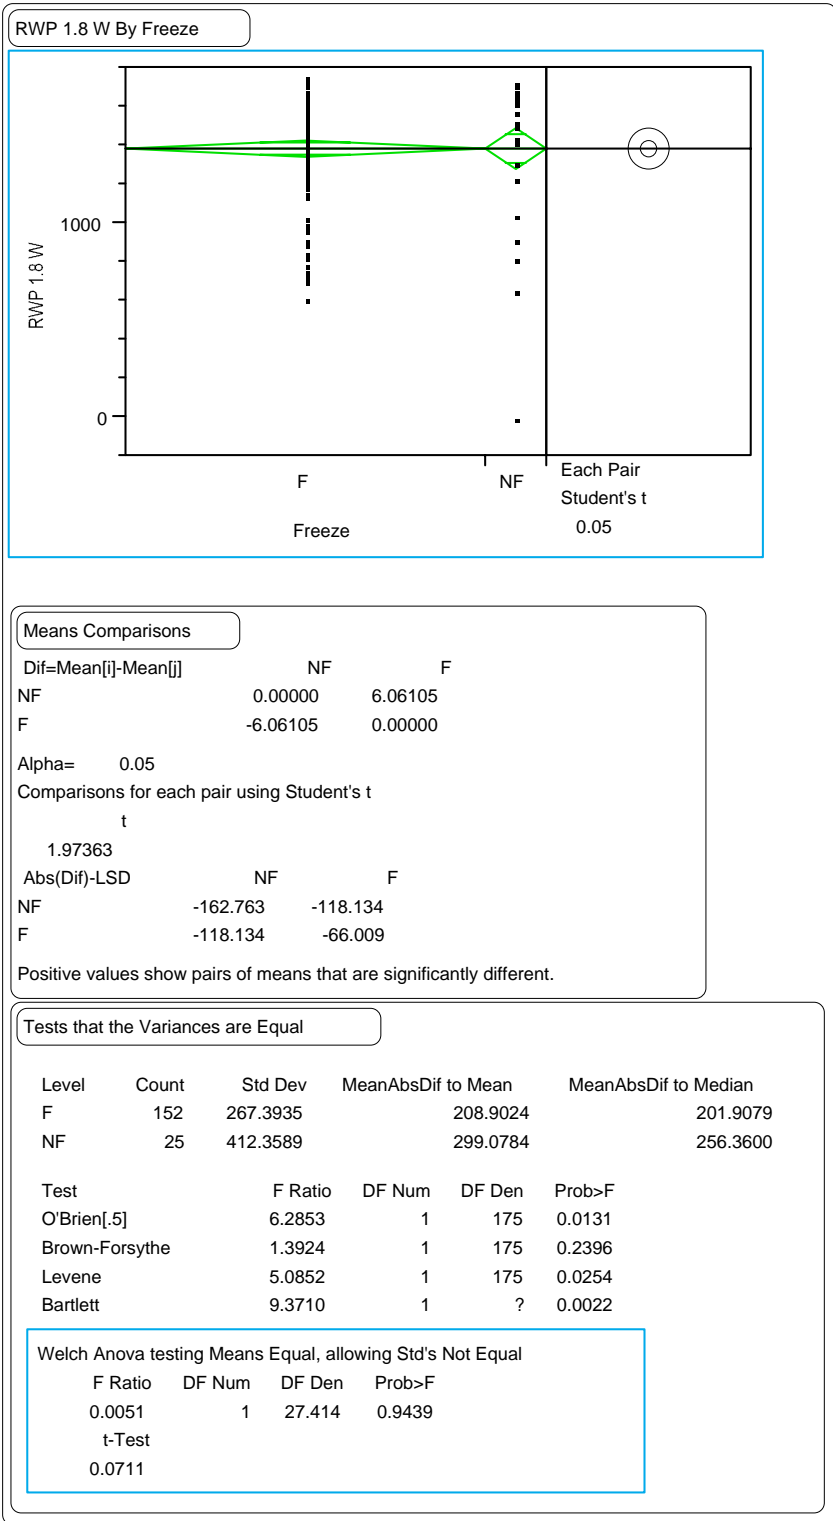 RWP 1.8 W By Freeze
RWP 1.8 W
1000
0
F
NF
Freeze
Each Pair
Student's t
0.05
Means Comparisons
Dif=Mean[i]-Mean[j] NF F
NF 0.00000 6.06105
F -6.06105 0.00000
Alpha= 0.05
Comparisons for each pair using Student's t
t
1.97363
Abs(Dif)-LSD NF F
NF -162.763 -118.134
F -118.134 -66.009
Positive values show pairs of means that are significantly different.
Tests that the Variances are Equal
Level Count Std Dev MeanAbsDif to Mean MeanAbsDif to Median
F 152 267.3935 208.9024 201.9079
NF 25 412.3589 299.0784 256.3600
Test F Ratio DF Num DF Den Prob>F
O'Brien[.5] 6.2853 1 175 0.0131
Brown-Forsythe 1.3924 1 175 0.2396
Levene 5.0852 1 175 0.0254
Bartlett 9.3710 1 ? 0.0022
Welch Anova testing Means Equal, allowing Std's Not Equal
F Ratio DF Num DF Den Prob>F
0.0051 1 27.414 0.9439
t-Test
0.0711